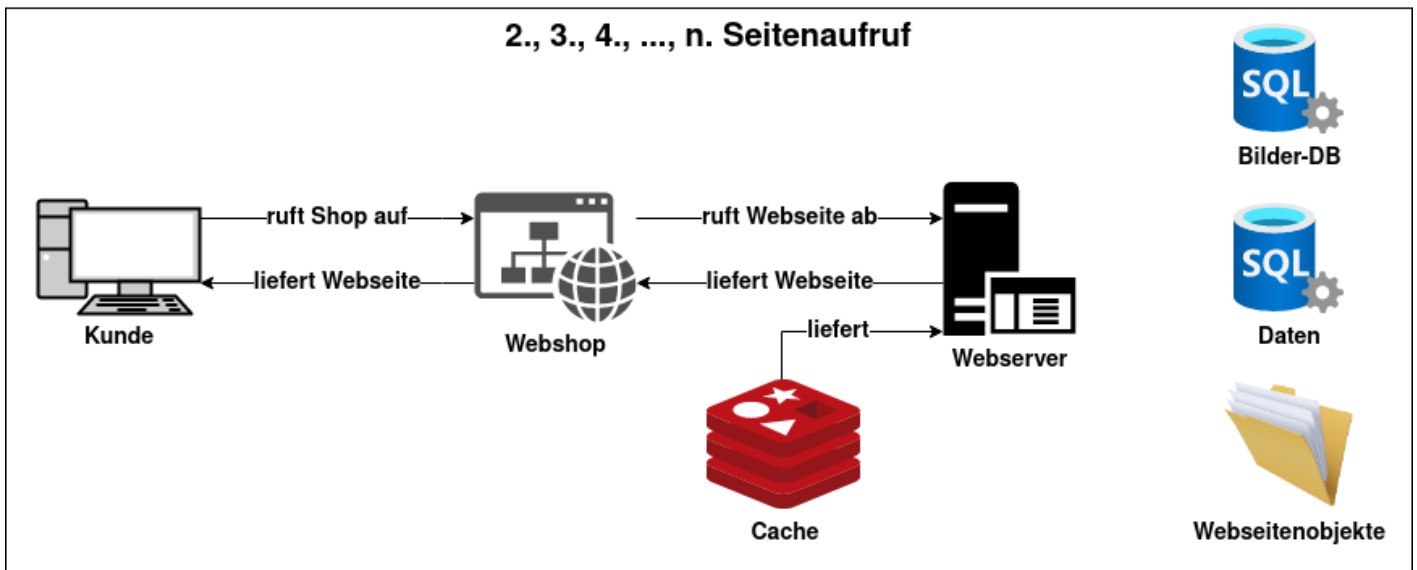 2., 3., 4., ..., n. Seitenaufruf
SQL
Bilder-DB
ruft Shop auf
ruft Webseite ab
liefert Webseite
liefert Webseite
SQL
Kunde
Webshop
liefert
Webserver
Daten
Cache
Webseitenobjekte